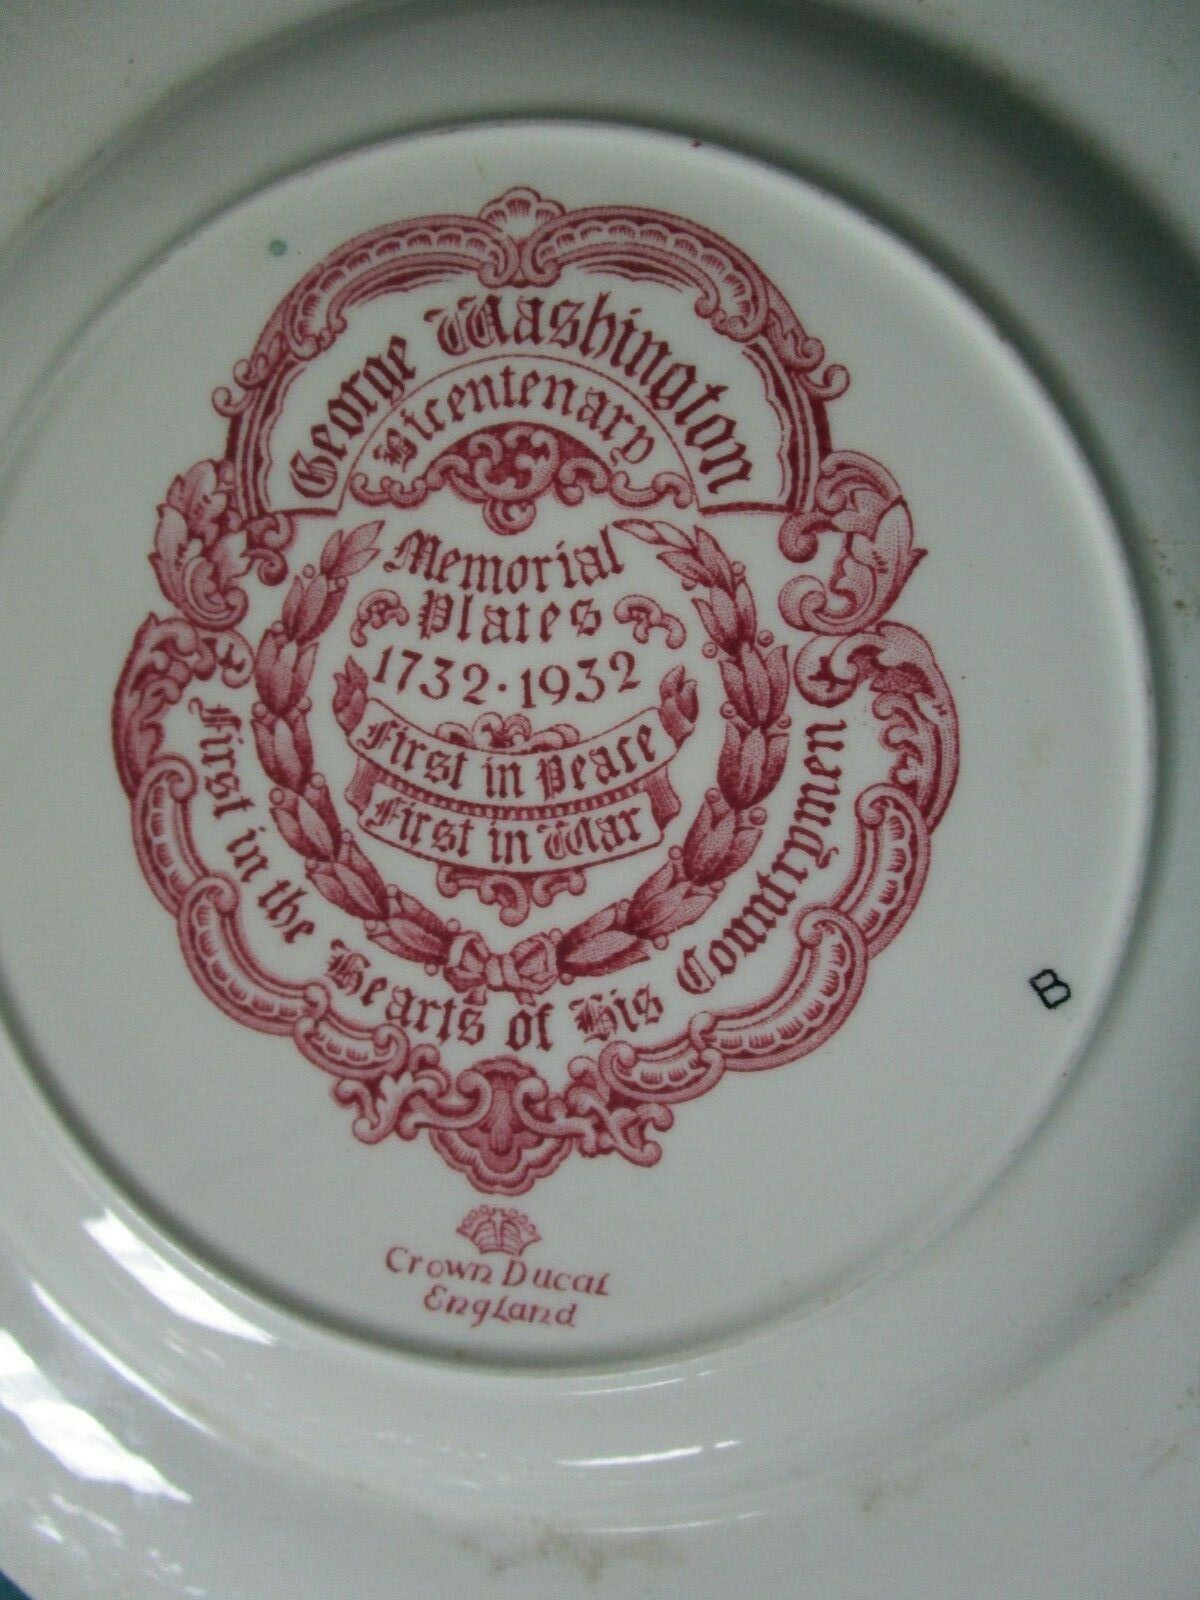 George Washington
Bicentenary
Memorial
Plates
1732·1932
First in Peace
First in War
First in the Hearts of His Countrymen
Crown Ducal
England
B